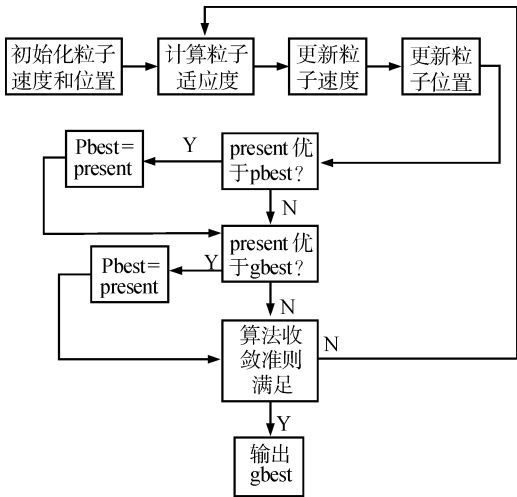 初始化粒子
速度和位置
计算粒子
适应度
更新粒
子速度
更新粒
子位置
Pbest=
present
Y
present 优
于pbest?
N
Pbest=
present
Y
present 优
于gbest?
N
算法收
敛准则
满足
N
Y
输出
gbest